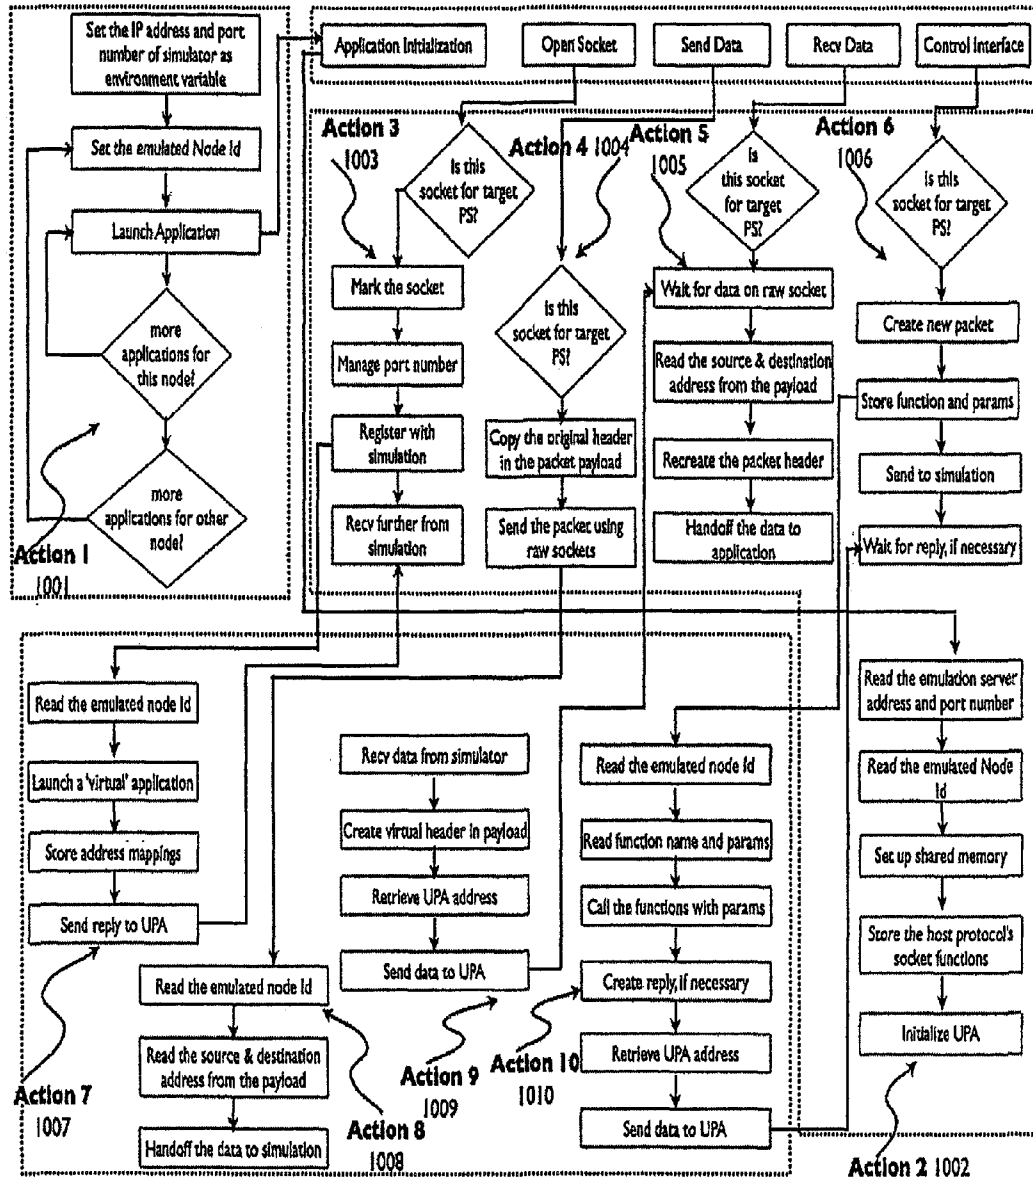 Set the IP address and port
number of simulator as
environment variable
Set the emulated Node Id
Launch Application
more
applications for
this node?
more
applications for other
node?
Action 1
1001
Application Initialization
Open Socket
Send Data
Recv Data
Control Interface
Action 3
1003
Is this
socket for target
PS?
Mark the socket
Manage port number
Register with
simulation
Recv further from
simulation
Action 4 1004
Is this
socket for target
PS?
Copy the original header
in the packet payload
Send the packet using
raw sockets
Action 5
1005
Is
this socket
for target
PS?
Wait for data on raw socket
Read the source & destination
address from the payload
Recreate the packet header
Handoff the data to
application
Action 6
1006
Is this
socket for target
PS?
Create new packet
Store function and params
Send to simulation
Wait for reply, if necessary
Read the emulated node Id
Launch a 'virtual' application
Store address mappings
Send reply to UPA
Action 7
1007
Read the emulated node Id
Read the source & destination
address from the payload
Handoff the data to simulation
Action 8
1008
Recv data from simulator
Create virtual header in payload
Retrieve UPA address
Send data to UPA
Action 9
1009
Read the emulated node Id
Read function name and params
Call the functions with params
Create reply, if necessary
Retrieve UPA address
Send data to UPA
Action 10
1010
Read the emulation server
address and port number
Read the emulated Node
Id
Set up shared memory
Store the host protocol's
socket functions
Initialize UPA
Action 2 1002